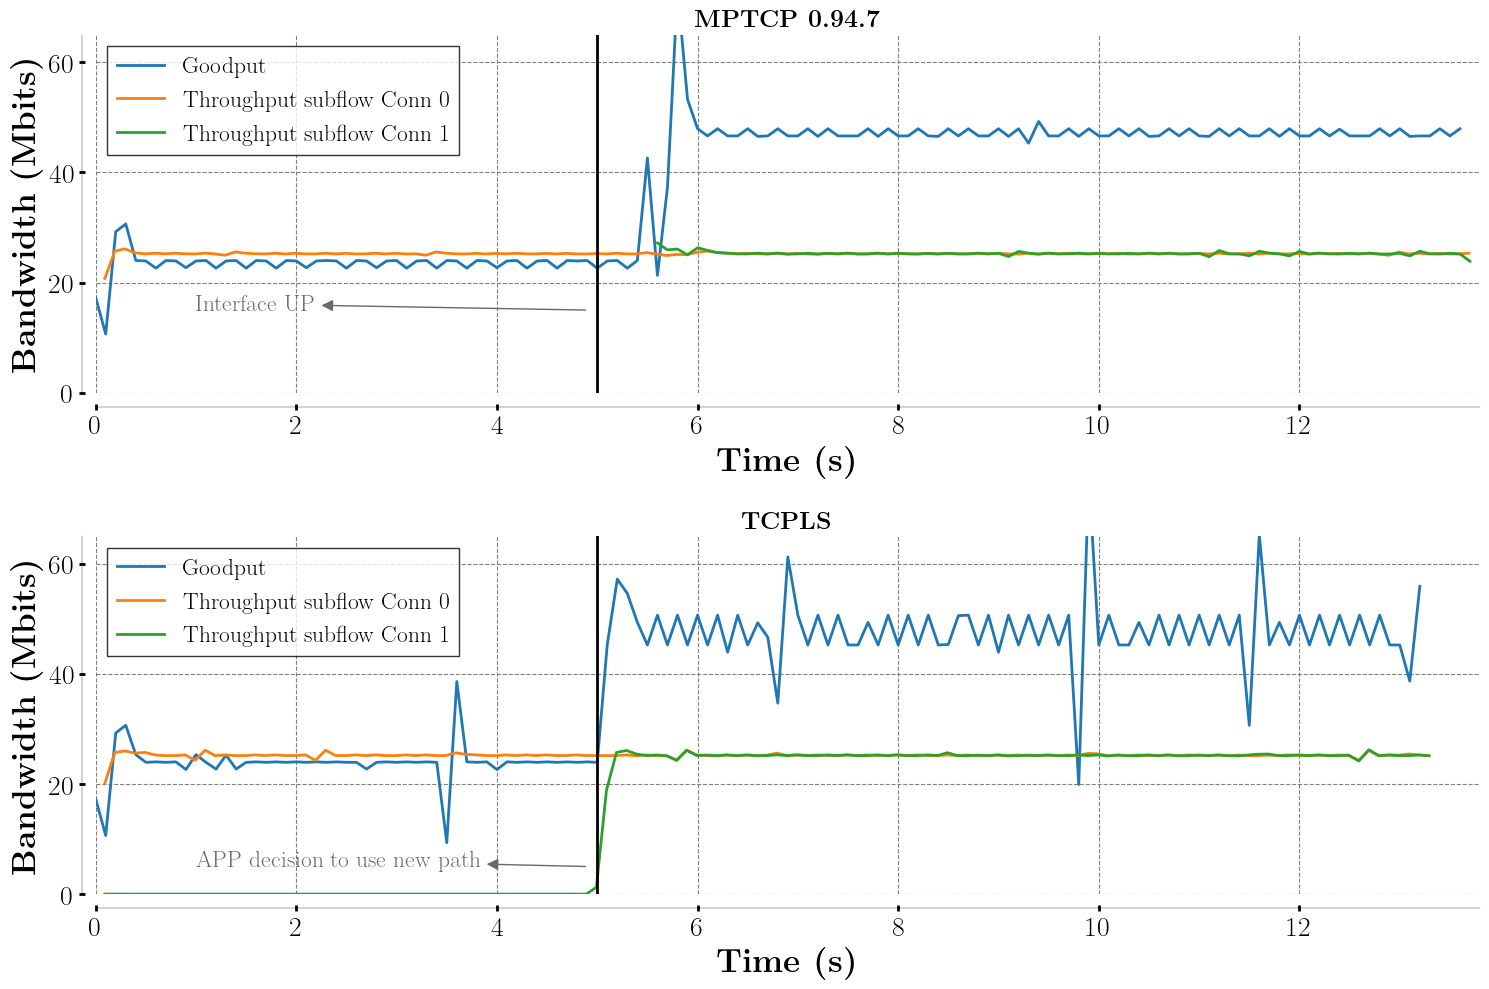 MPTCP 0.94.7
Bandwidth (Mbits)
60
40
20
0
Goodput
Throughput subflow Conn 0
Throughput subflow Conn 1
Interface UP
0 2 4 6 8 10 12
Time (s)
TCPLS
Bandwidth (Mbits)
60
40
20
0
Goodput
Throughput subflow Conn 0
Throughput subflow Conn 1
APP decision to use new path
0 2 4 6 8 10 12
Time (s)